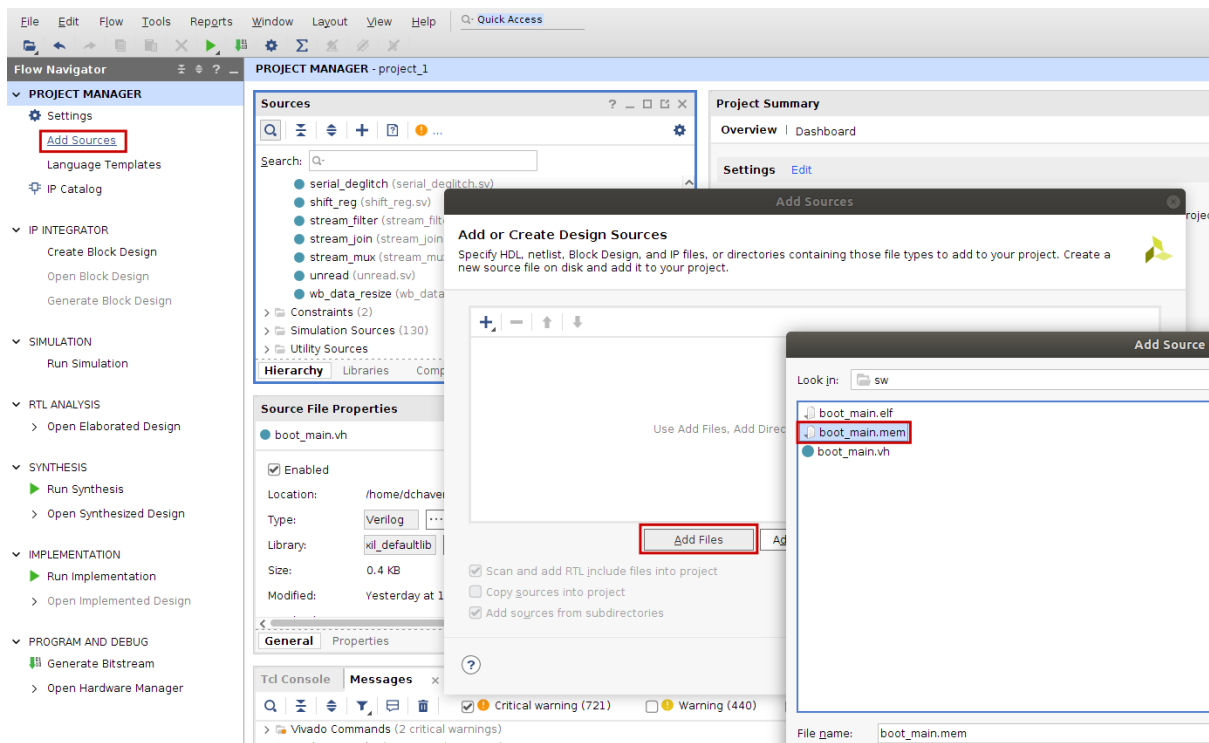 File Edit Flow Tools Reports Window Layout View Help Quick Access
Flow Navigator
PROJECT MANAGER - project_1
PROJECT MANAGER
Settings
Add Sources
Language Templates
IP Catalog
IP INTEGRATOR
Create Block Design
Open Block Design
Generate Block Design
SIMULATION
Run Simulation
RTL ANALYSIS
Open Elaborated Design
SYNTHESIS
Run Synthesis
Open Synthesized Design
IMPLEMENTATION
Run Implementation
Open Implemented Design
PROGRAM AND DEBUG
Generate Bitstream
Open Hardware Manager
Sources
Search:
serial_deglitch (serial_deglitch.sv)
shift_reg (shift_reg.sv)
stream_filter (stream_filt
stream_join (stream_join
stream_mux (stream_mu
unread (unread.sv)
wb_data_resize (wb_data
Constraints (2)
Simulation Sources (130)
Utility Sources
Hierarchy Libraries Comp
Source File Properties
boot_main.vh
Enabled
Location: /home/dchaver
Type: Verilog ...
Library: xil_defaultlib
Size: 0.4 KB
Modified: Yesterday at 1
General Properties
Tcl Console Messages
Critical warning (721) Warning (440)
Vivado Commands (2 critical warnings)
Project Summary
Overview Dashboard
Settings Edit
rojec
Add Sources
Add or Create Design Sources
Specify HDL, netlist, Block Design, and IP files, or directories containing those file types to add to your project. Create a
new source file on disk and add it to your project.
Use Add Files, Add Direc
Add Files Ad
Scan and add RTL include files into project
Copy sources into project
Add sources from subdirectories
Add Source
Look in: sw
boot_main.elf
boot_main.mem
boot_main.vh
File name: boot_main.mem